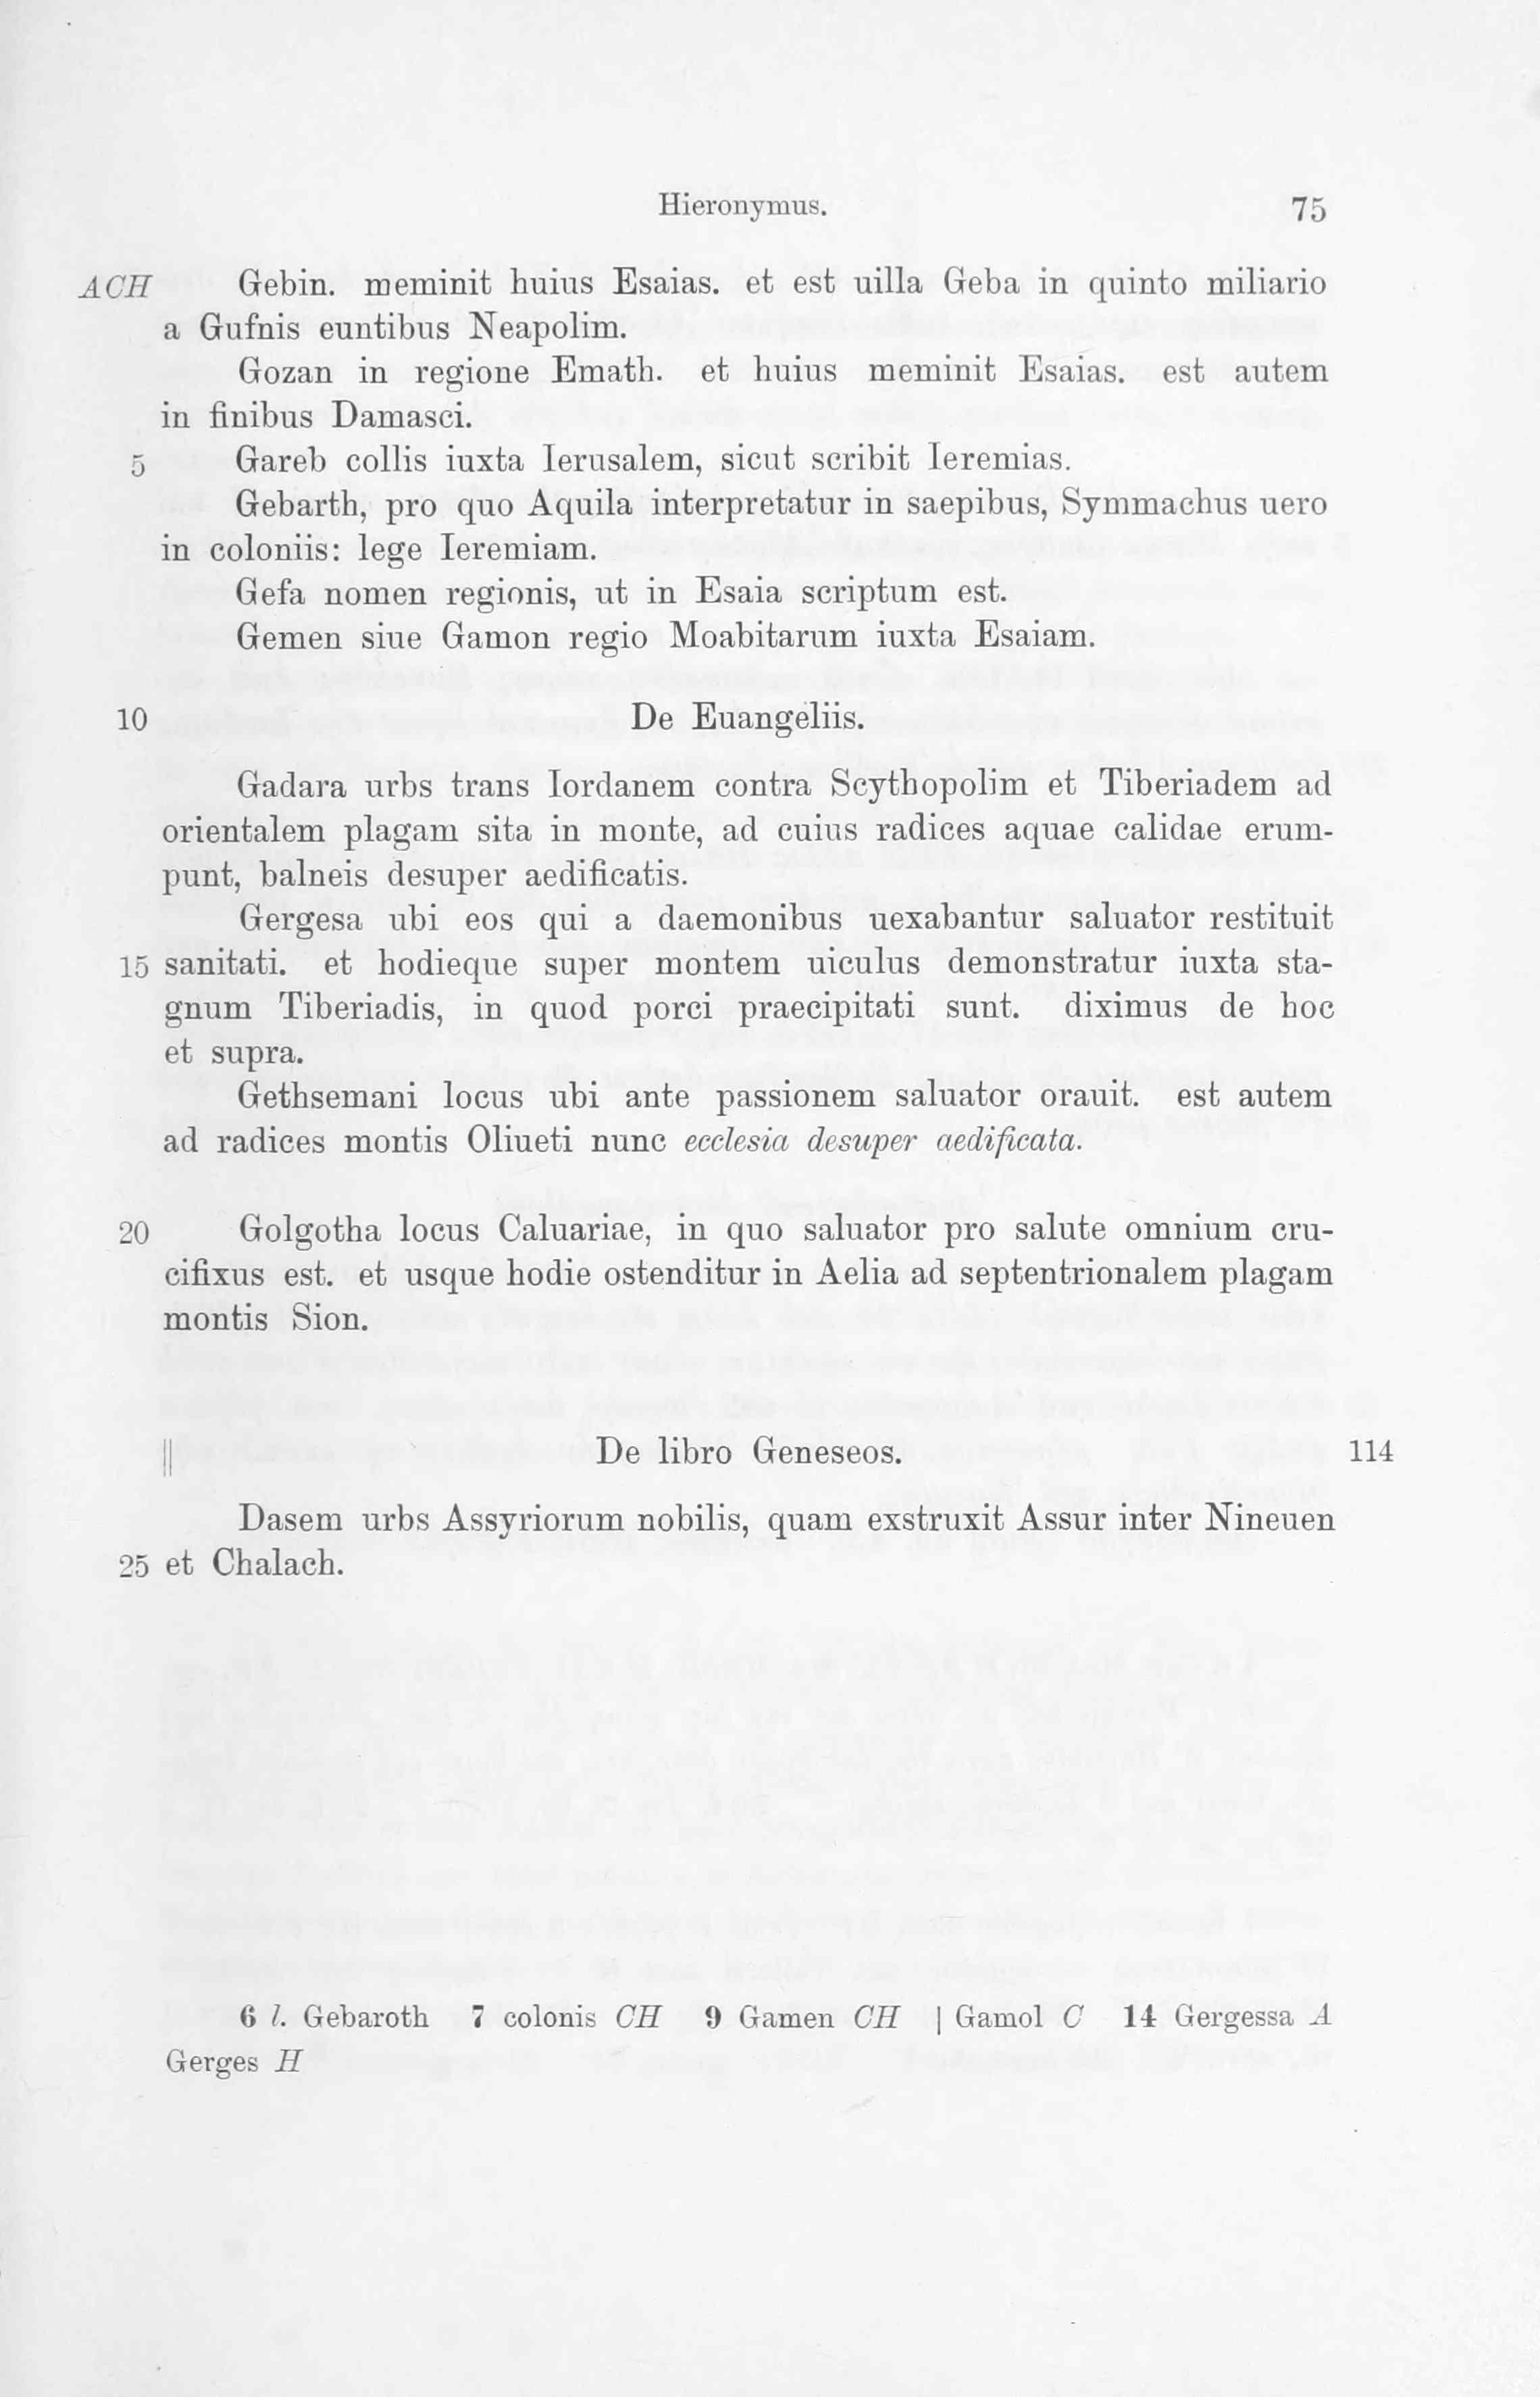 Hieronymus. 75
ACH Gebin. meminit huius Esaias. et est uilla Geba in quinto miliario
a Gufnis euntibus Neapolim.
Gozan in regione Emath. et huius meminit Esaias. est autem
in finibus Damasci.
5 Gareb collis iuxta Ierusalem, sicut scribit Ieremias.
Gebarth, pro quo Aquila interpretatur in saepibus, Symmachus uero
in coloniis: lege Ieremiam.
Gefa nomen regionis, ut in Esaia scriptum est.
Gemen siue Gamon regio Moabitarum iuxta Esaiam.
10 De Euangeliis.
Gadara urbs trans Iordanem contra Scythopolim et Tiberiadem ad
orientalem plagam sita in monte, ad cuius radices aquae calidae erum-
punt, balneis desuper aedificatis.
Gergesa ubi eos qui a daemonibus uexabantur saluator restituit
15 sanitati. et hodieque super montem uiculus demonstratur iuxta sta-
gnum Tiberiadis, in quod porci praecipitati sunt. diximus de hoc
et supra.
Gethsemani locus ubi ante passionem saluator orauit. est autem
ad radices montis Oliueti nunc ecclesia desuper aedificata.
20 Golgotha locus Caluariae, in quo saluator pro salute omnium cru-
cifixus est. et usque hodie ostenditur in Aelia ad septentrionalem plagam
montis Sion.
|| De libro Geneseos. 114
Dasem urbs Assyriorum nobilis, quam exstruxit Assur inter Nineuen
25 et Chalach.
6 l. Gebaroth 7 colonis CH 9 Gamen CH | Gamol C 14 Gergessa A
Gerges H